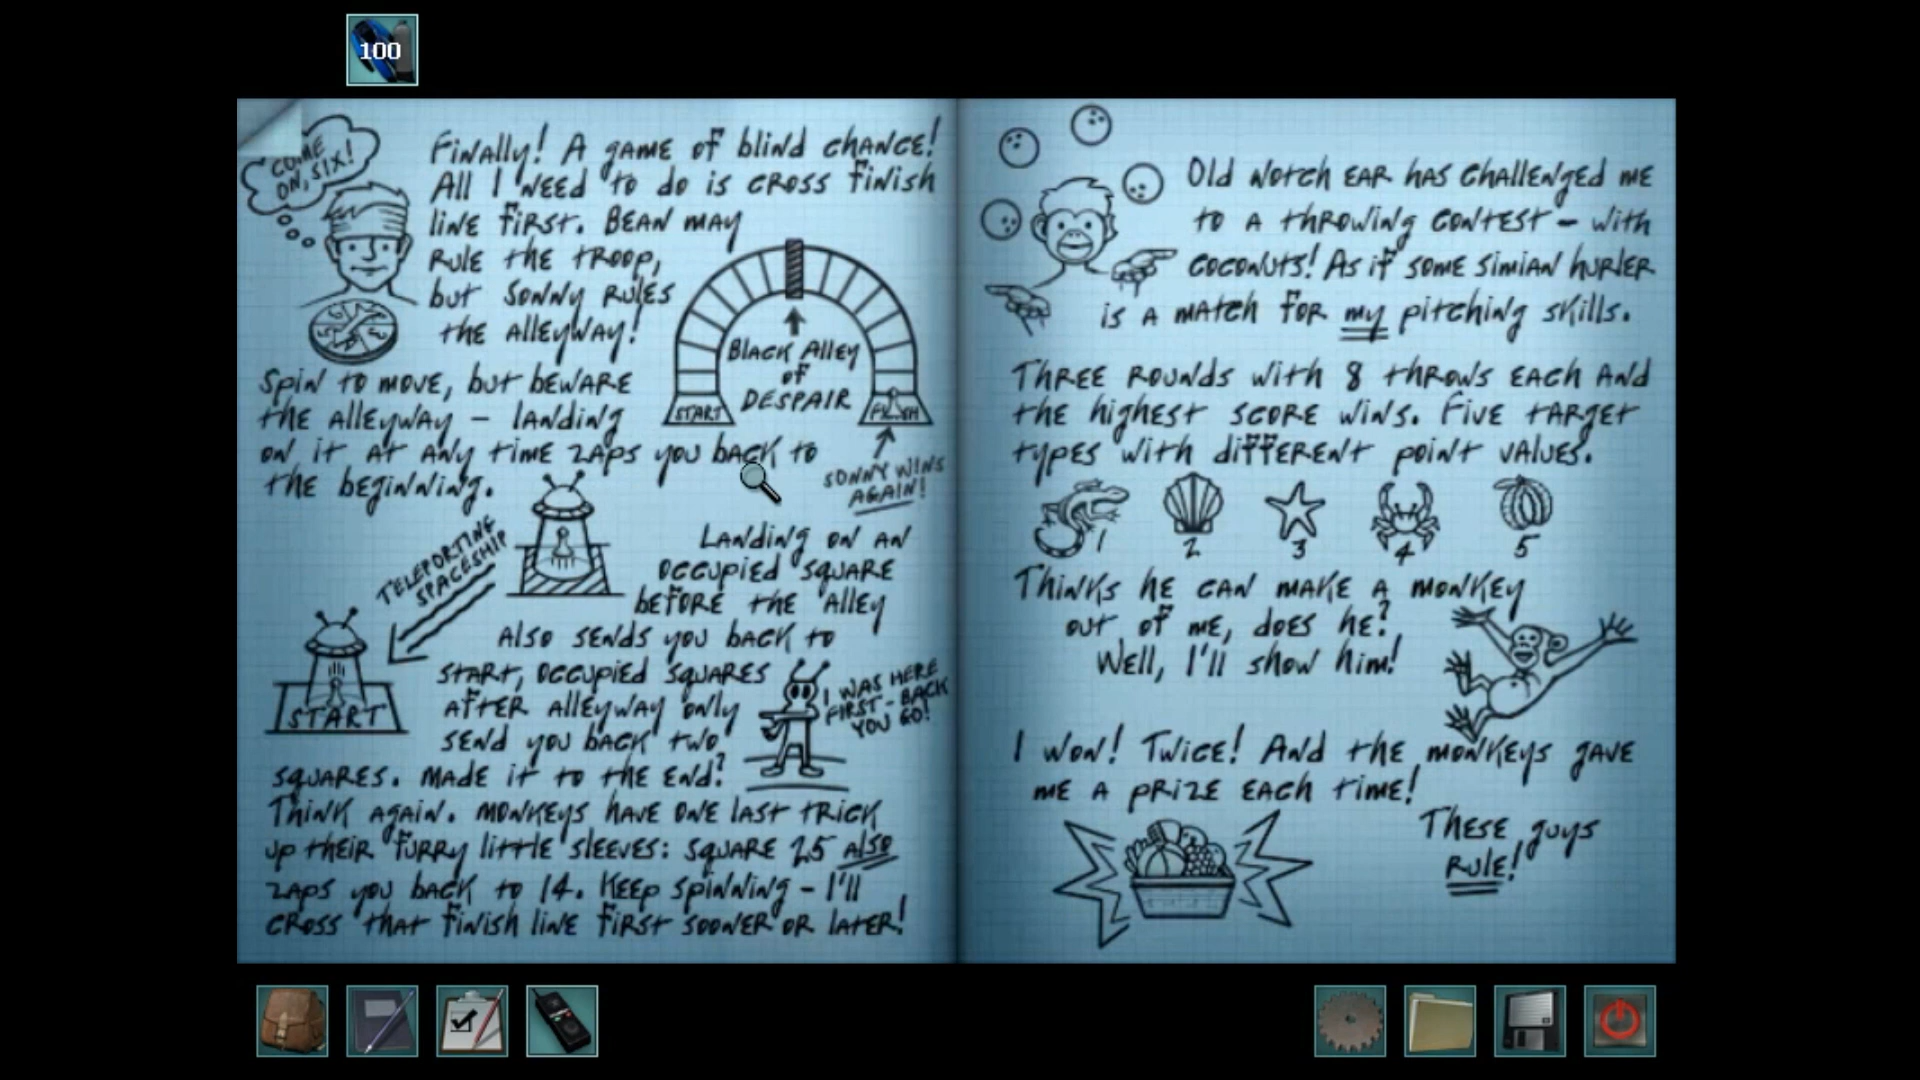 100
COME
ON, SIX!
Finally! A game of blind chance!
All I need to do is cross finish
line first. Bean may
rule the troop,
but Sonny rules
the alleyway!
Black Alley
of
DESPAIR
START
FINISH
Spin to move, but beware
the alleyway – landing
on it at any time zaps you back to
the beginning.
SONNY WINS
AGAIN!
TELEPORTING
SPACESHIP
START
Landing on an
occupied square
before the alley
also sends you back to
start, occupied squares
after alleyway only
send you back two
squares. Made it to the end?
I WAS HERE
FIRST - BACK
YOU GO!
Think again. Monkeys have one last trick
up their furry little sleeves: square 25 also
zaps you back to 14. Keep spinning – I'll
cross that finish line first sooner or later!
Old Notch Ear has challenged me
to a throwing contest – with
coconuts! As if some simian hurler
is a match for my pitching skills.
Three rounds with 8 throws each and
the highest score wins. Five target
types with different point values.
1 2 3 4 5
Thinks he can make a monkey
out of me, does he?
Well, I'll show him!
I won! Twice! And the monkeys gave
me a prize each time!
These guys
rule!